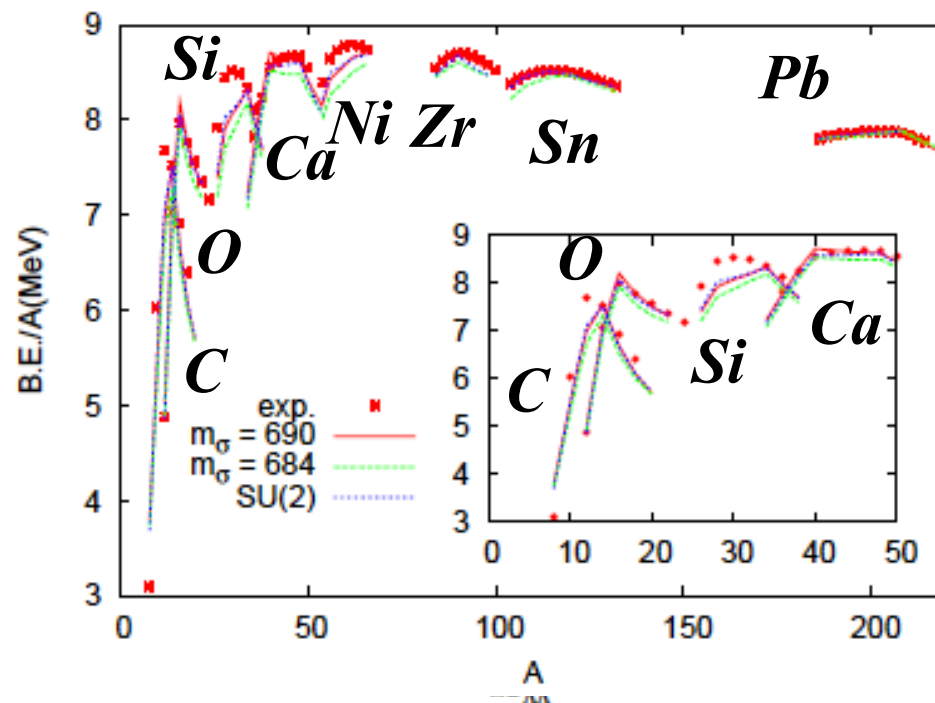 B.E./A(MeV)
9
8
7
6
5
4
3
0
50
100
150
200
A
Si
Ca
Ni
Zr
Sn
Pb
O
C
exp.
mσ = 690
mσ = 684
SU(2)
9
8
7
6
5
4
3
0
10
20
30
40
50
O
C
Si
Ca